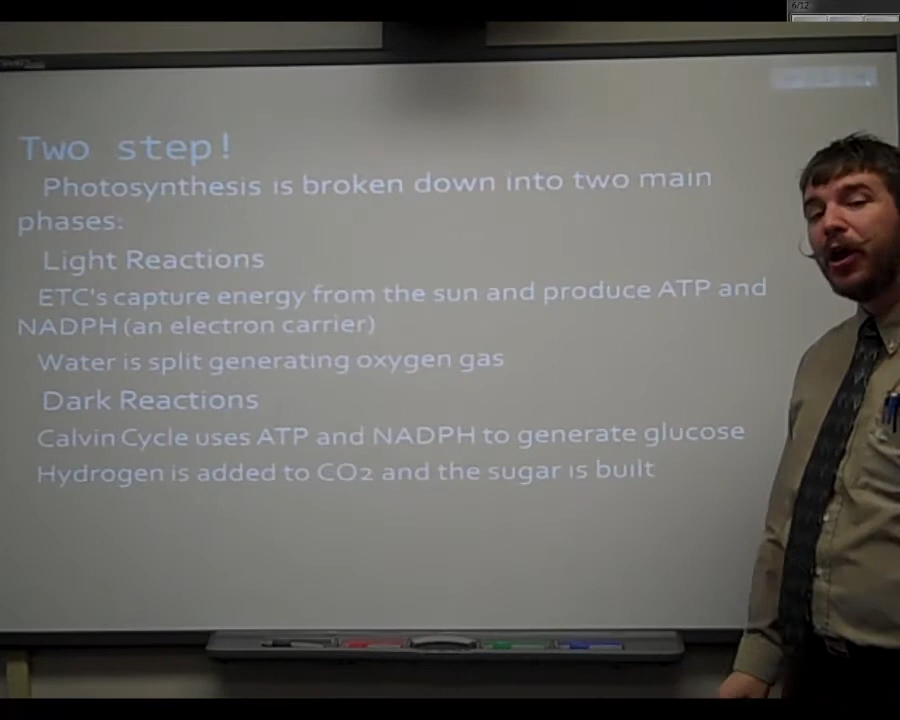 6/12
Two step!
Photosynthesis is broken down into two main
phases:
Light Reactions
ETC's capture energy from the sun and produce ATP and
NADPH (an electron carrier)
Water is split generating oxygen gas
Dark Reactions
Calvin Cycle uses ATP and NADPH to generate glucose
Hydrogen is added to CO2 and the sugar is built